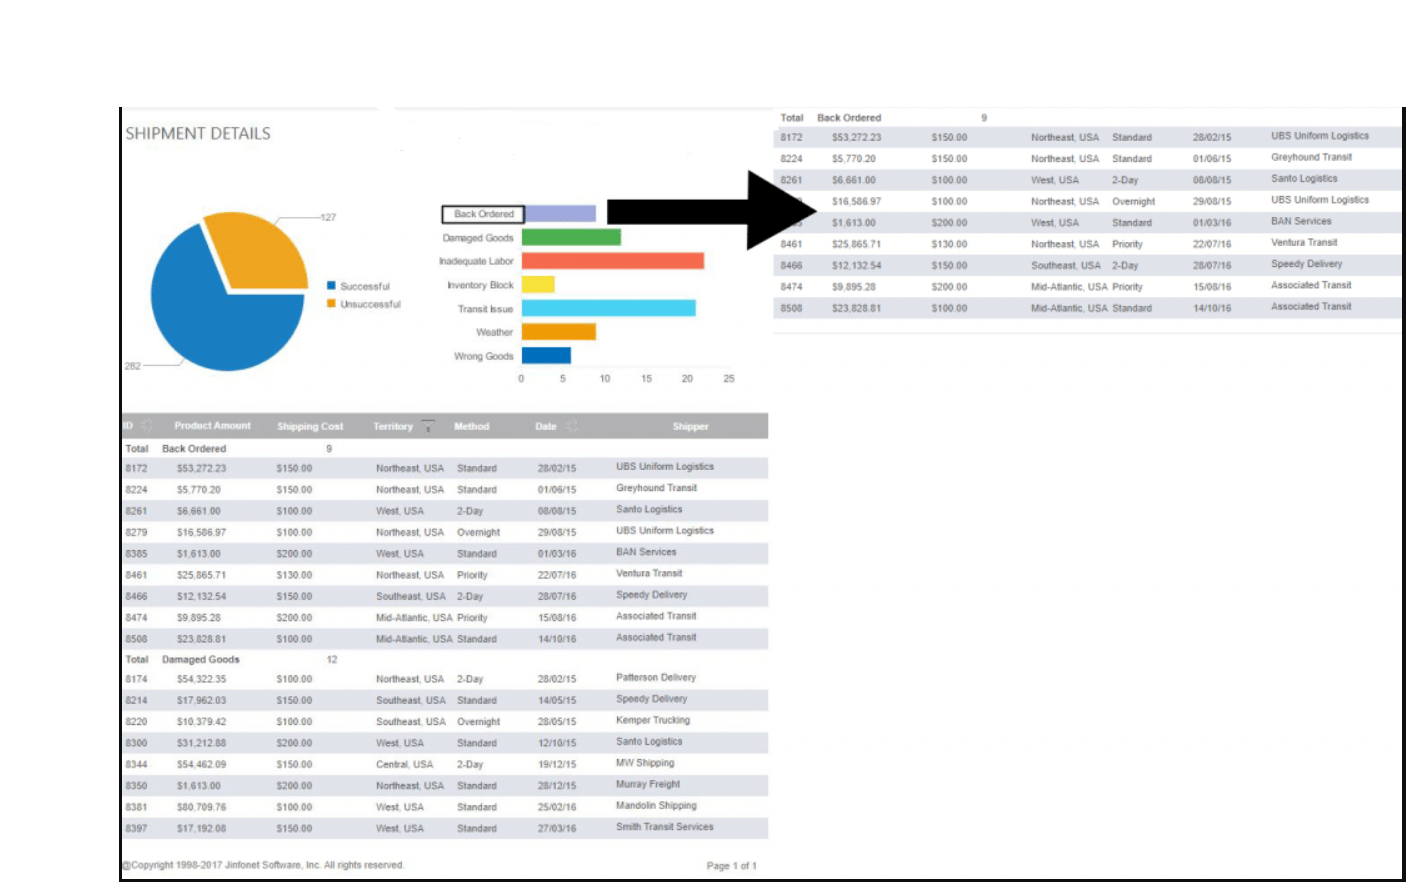 SHIPMENT DETAILS
127
282
Successful
Unsuccessful
Back Ordered
Damaged Goods
Inadequate Labor
Inventory Block
Transit Issue
Weather
Wrong Goods
0 5 10 15 20 25
Total Back Ordered 9
8172 $53,272.23 $150.00 Northeast, USA Standard 28/02/15 UBS Uniform Logistics
8224 $5,770.20 $150.00 Northeast, USA Standard 01/06/15 Greyhound Transit
8261 $6,661.00 $100.00 West, USA 2-Day 08/08/15 Santo Logistics
$16,586.97 $100.00 Northeast, USA Overnight 29/08/15 UBS Uniform Logistics
$1,613.00 $200.00 West, USA Standard 01/03/16 BAN Services
8461 $25,865.71 $130.00 Northeast, USA Priority 22/07/16 Ventura Transit
8466 $12,132.54 $150.00 Southeast, USA 2-Day 28/07/16 Speedy Delivery
8474 $9,895.28 $200.00 Mid-Atlantic, USA Priority 15/08/16 Associated Transit
8508 $23,828.81 $100.00 Mid-Atlantic, USA Standard 14/10/16 Associated Transit
ID Product Amount Shipping Cost Territory Method Date Shipper
Total Back Ordered 9
8172 $53,272.23 $150.00 Northeast, USA Standard 28/02/15 UBS Uniform Logistics
8224 $5,770.20 $150.00 Northeast, USA Standard 01/06/15 Greyhound Transit
8261 $6,661.00 $100.00 West, USA 2-Day 08/08/15 Santo Logistics
8279 $16,586.97 $100.00 Northeast, USA Overnight 29/08/15 UBS Uniform Logistics
8385 $1,613.00 $200.00 West, USA Standard 01/03/16 BAN Services
8461 $25,865.71 $130.00 Northeast, USA Priority 22/07/16 Ventura Transit
8466 $12,132.54 $150.00 Southeast, USA 2-Day 28/07/16 Speedy Delivery
8474 $9,895.28 $200.00 Mid-Atlantic, USA Priority 15/08/16 Associated Transit
8508 $23,828.81 $100.00 Mid-Atlantic, USA Standard 14/10/16 Associated Transit
Total Damaged Goods 12
8174 $54,322.35 $100.00 Northeast, USA 2-Day 28/02/15 Patterson Delivery
8214 $17,962.03 $150.00 Southeast, USA Standard 14/05/15 Speedy Delivery
8220 $10,379.42 $100.00 Southeast, USA Overnight 28/05/15 Kemper Trucking
8300 $31,212.88 $200.00 West, USA Standard 12/10/15 Santo Logistics
8344 $54,462.09 $150.00 Central, USA 2-Day 19/12/15 MW Shipping
8350 $1,613.00 $200.00 Northeast, USA Standard 28/12/15 Murray Freight
8381 $80,709.76 $100.00 West, USA Standard 25/02/16 Mandolin Shipping
8397 $17,192.08 $150.00 West, USA Standard 27/03/16 Smith Transit Services
@Copyright 1998-2017 Jinfonet Software, Inc. All rights reserved.
Page 1 of 1